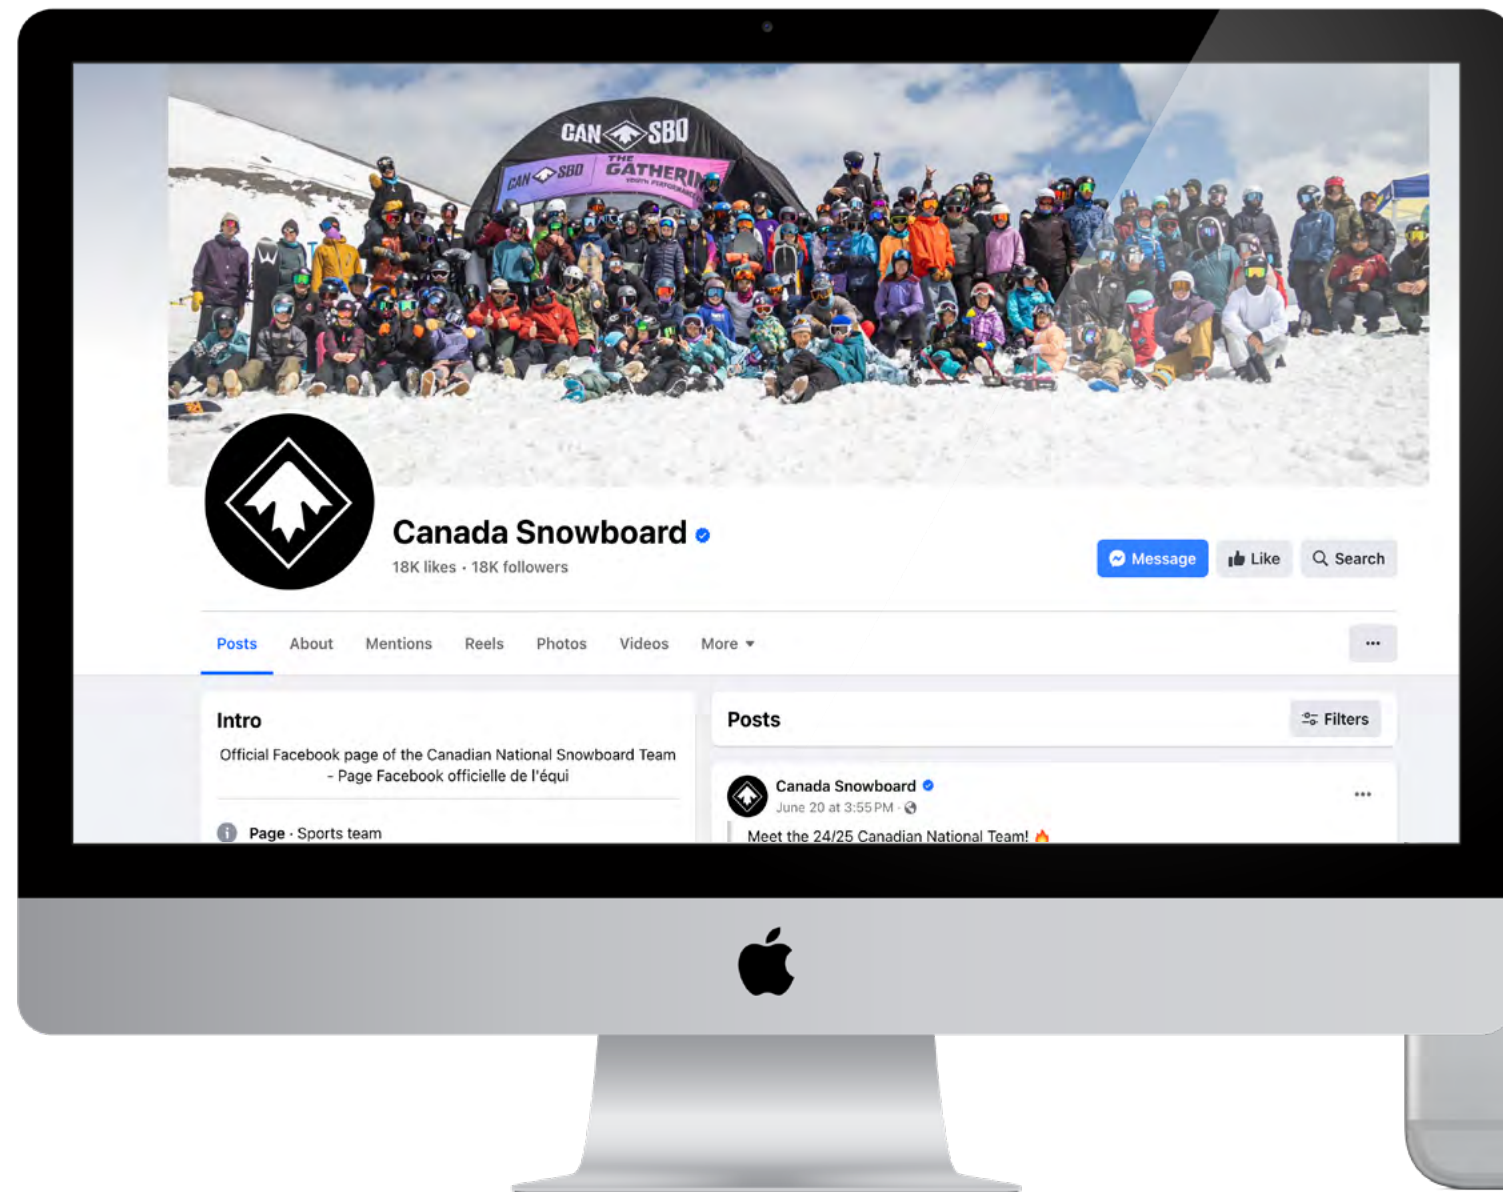 CAN SBD
CAN SBD THE GATHERIN
Canada Snowboard
18K likes · 18K followers
Message
Like
Search
Posts
About
Mentions
Reels
Photos
Videos
More
Intro
Official Facebook page of the Canadian National Snowboard Team
- Page Facebook officielle de l'équi
Page · Sports team
Posts
Filters
Canada Snowboard
June 20 at 3:55 PM ·
Meet the 24/25 Canadian National Team! 🔥